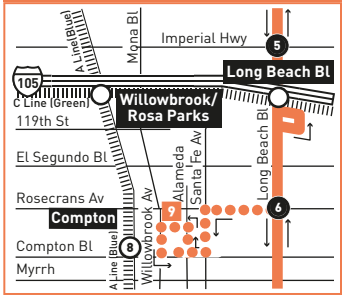 A Line (Blue)
Mona Bl
Imperial Hwy
5
105
Long Beach Bl
C Line (Green)
Willowbrook/
Rosa Parks
119th St
El Segundo Bl
Alameda
Santa Fe Av
Long Beach Bl
Rosecrans Av
Willowbrook Av
9
6
Compton
8
Compton Bl
Myrrh
A Line (Blue)